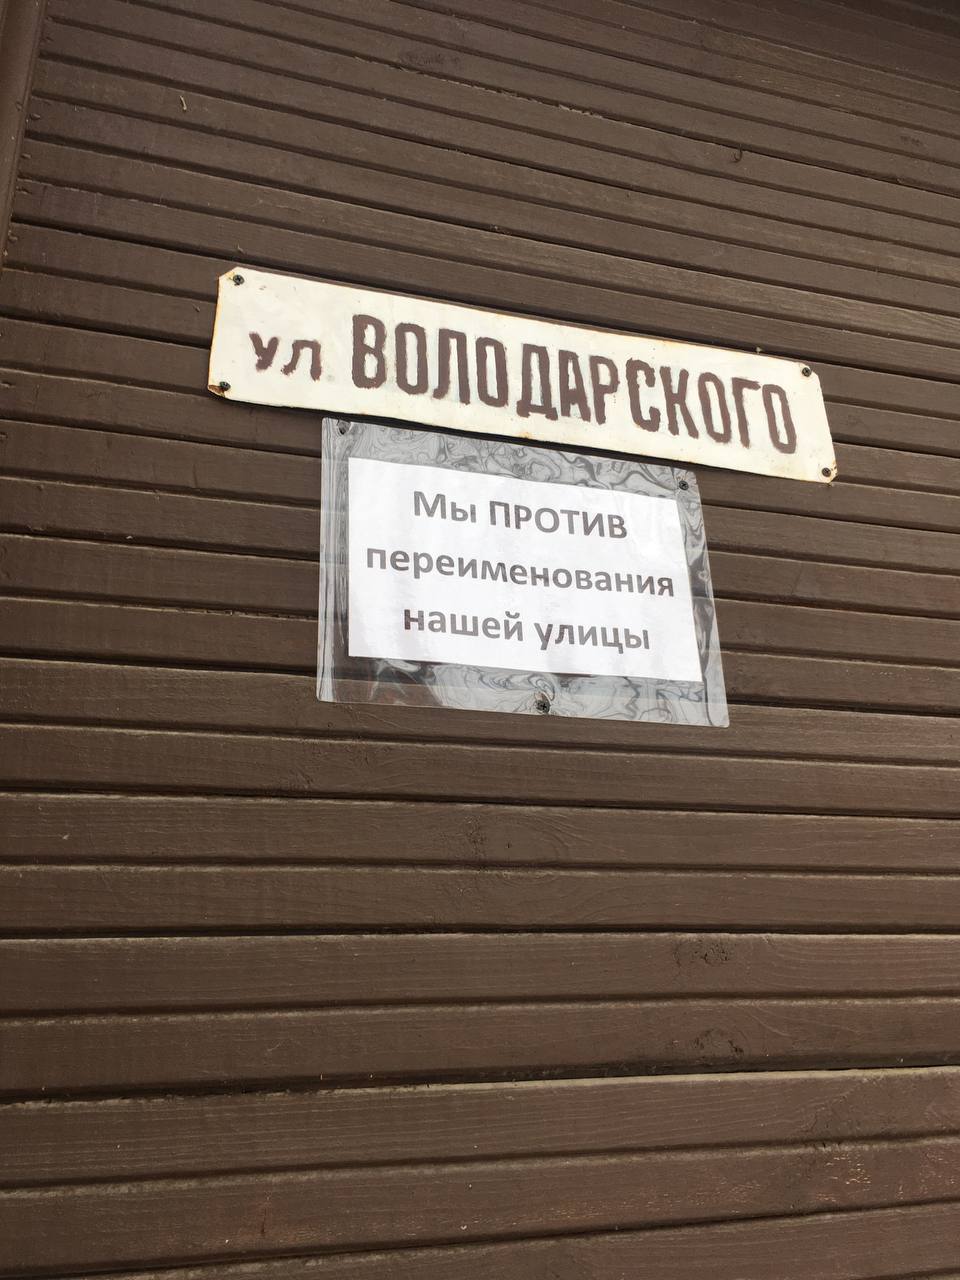 ул ВОЛОДАРСКОГО
Мы ПРОТИВ
переименования
нашей улицы